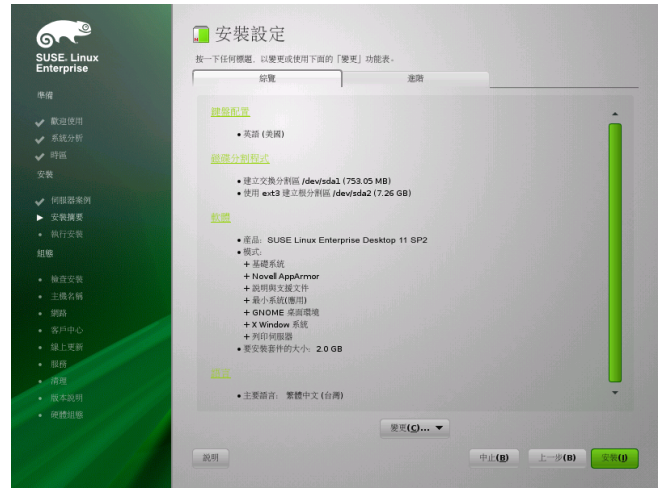 SUSE. Linux
Enterprise
準備
歡迎使用
系統分析
時區
安裝
伺服器案例
安裝摘要
執行安裝
組態
檢查安裝
主機名稱
網路
客戶中心
線上更新
服務
清理
版本說明
硬體組態
安裝設定
按一下任何標題，以變更或使用下面的「變更」功能表。
綜覽
進階
鍵盤配置
• 英語 (美國)
磁碟分割程式
• 建立交換分割區 /dev/sda1 (753.05 MB)
• 使用 ext3 建立根分割區 /dev/sda2 (7.26 GB)
軟體
• 產品： SUSE Linux Enterprise Desktop 11 SP2
• 模式：
+ 基礎系統
+ Novell AppArmor
+ 說明與支援文件
+ 最小系統(應用)
+ GNOME 桌面環境
+ X Window 系統
+ 列印伺服器
• 要安裝套件的大小： 2.0 GB
語言
• 主要語言： 繁體中文 (台灣)
變更(C)...
說明
中止(B)
上一步(B)
安裝(I)